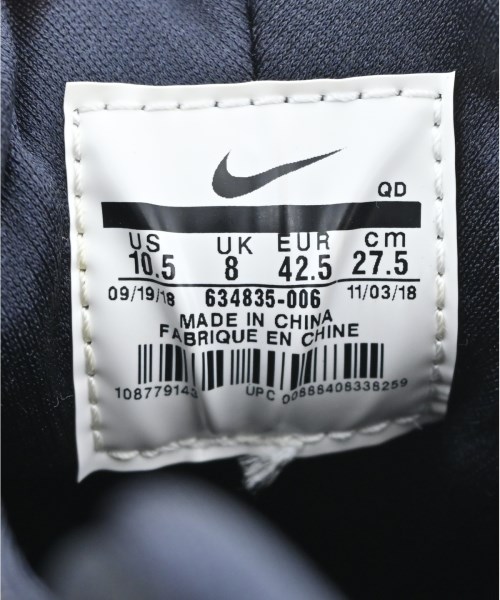 QD
US UK EUR cm
10.5 8 42.5 27.5
09/19/18 634835-006 11/03/18
MADE IN CHINA
FABRIQUE EN CHINE
UPC 00888408338259